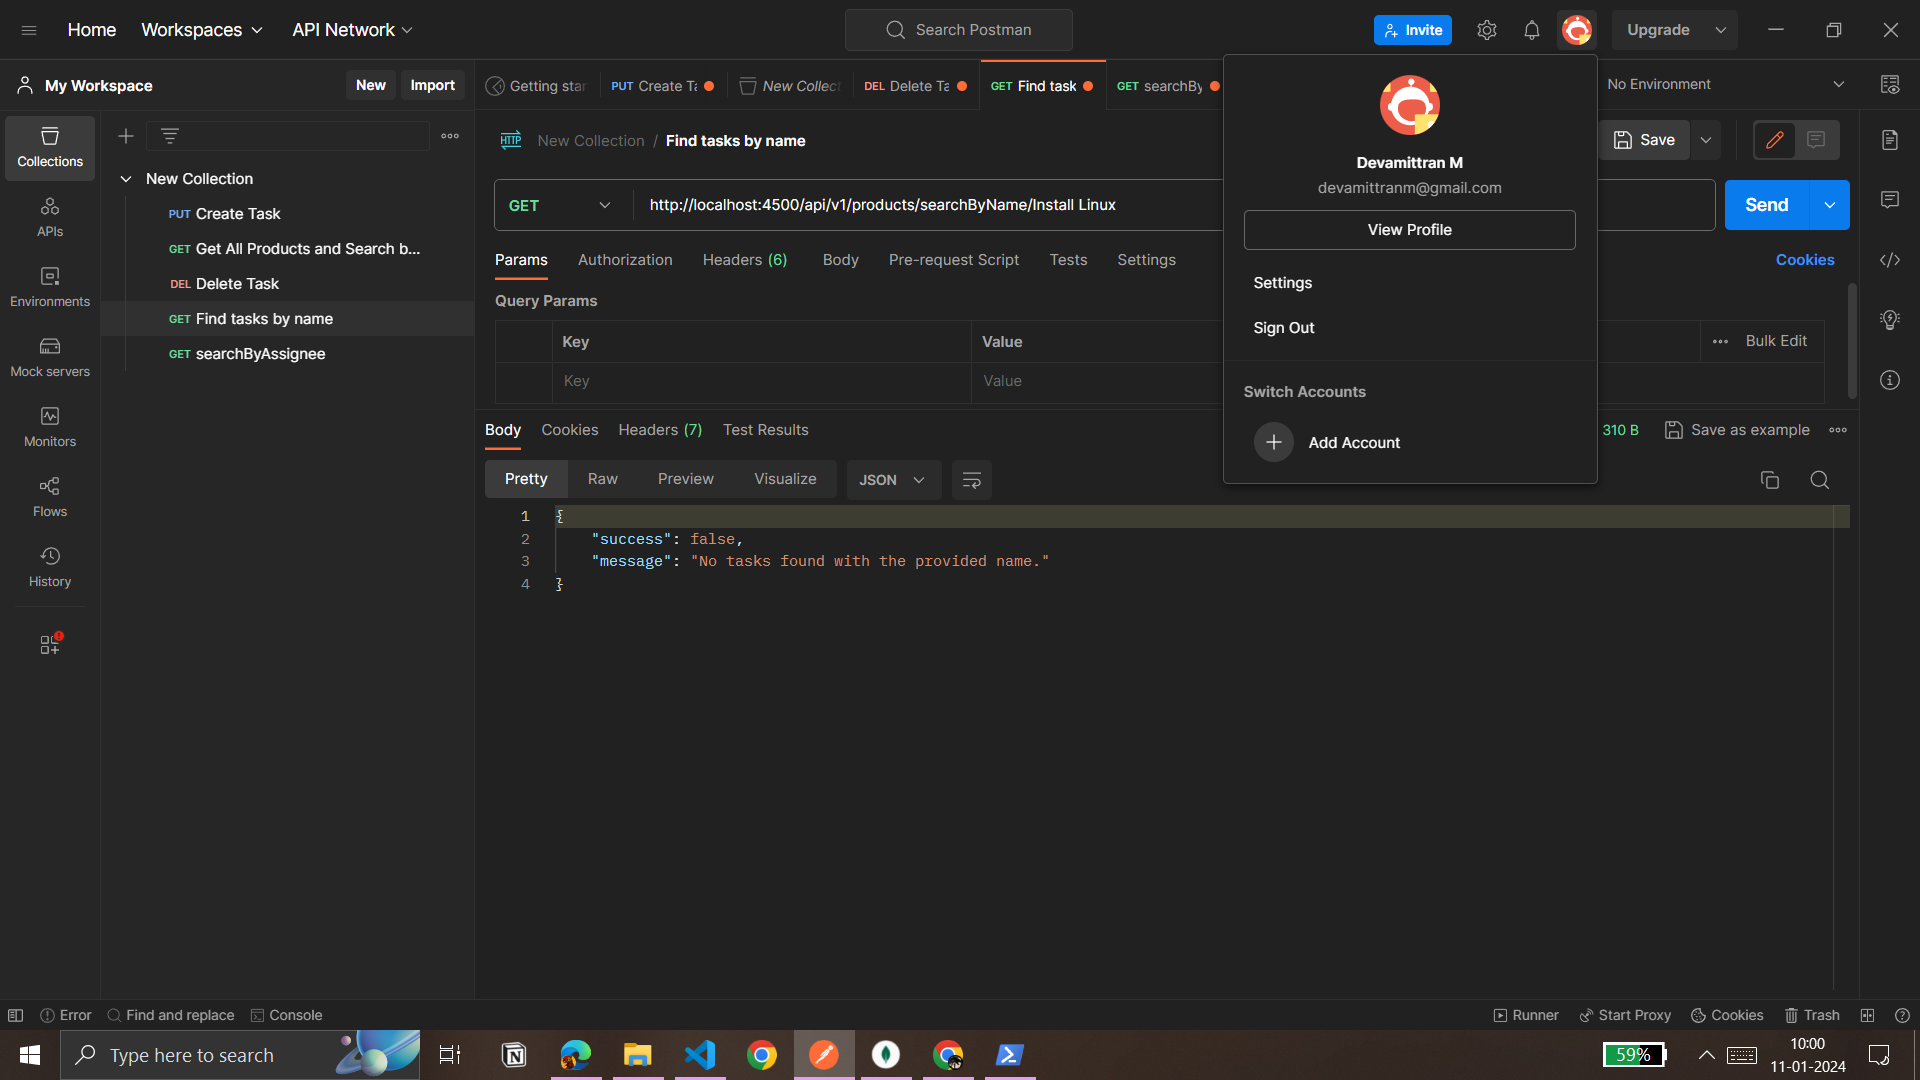 Home Workspaces API Network Search Postman Invite Upgrade
My Workspace New Import Getting star PUT Create Ta New Collect DEL Delete Ta GET Find task GET searchBy No Environment
Collections
APIs
Environments
Mock servers
Monitors
Flows
History
New Collection
PUT Create Task
GET Get All Products and Search b...
DEL Delete Task
GET Find tasks by name
GET searchByAssignee
HTTP New Collection / Find tasks by name Save
GET http://localhost:4500/api/v1/products/searchByName/Install Linux Send
Params Authorization Headers (6) Body Pre-request Script Tests Settings Cookies
Query Params
Key Value Bulk Edit
Key Value
Devamittran M
devamittranm@gmail.com
View Profile
Settings
Sign Out
Switch Accounts
Add Account
Body Cookies Headers (7) Test Results 310 B Save as example
Pretty Raw Preview Visualize JSON
1 {
2 "success": false,
3 "message": "No tasks found with the provided name."
4 }
Error Find and replace Console Runner Start Proxy Cookies Trash
Type here to search 59% 10:00
11-01-2024